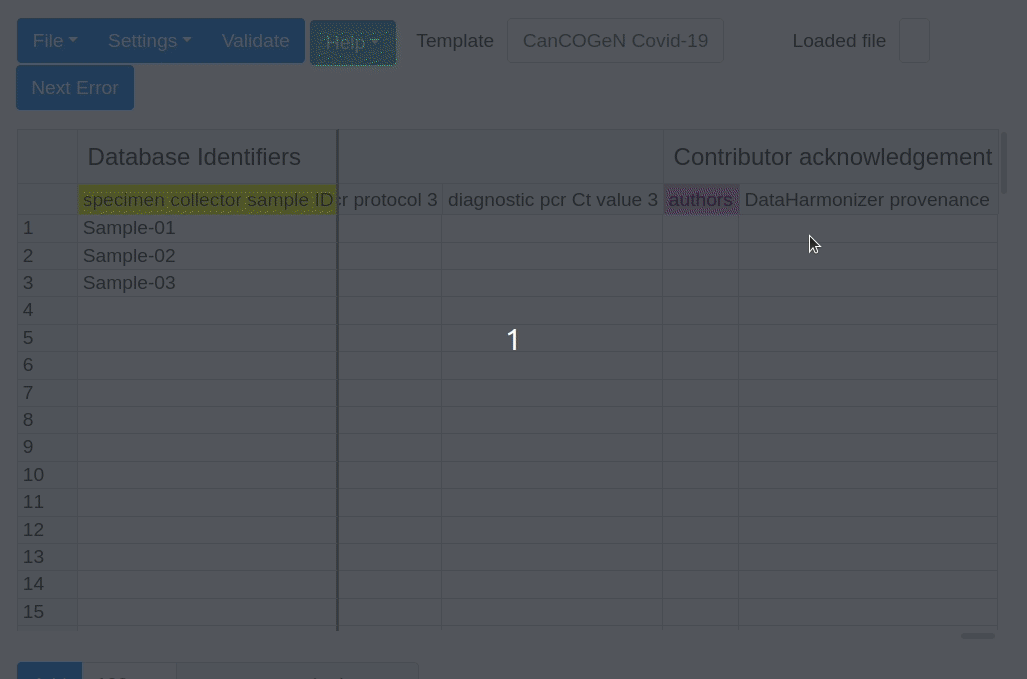 File Settings Validate Help Template CanCOGeN Covid-19 Loaded file
Next Error
Database Identifiers Contributor acknowledgement
specimen collector sample ID cr protocol 3 diagnostic pcr Ct value 3 authors DataHarmonizer provenance
1 Sample-01
2 Sample-02
3 Sample-03
4
5
1
6
7
8
9
10
11
12
13
14
15